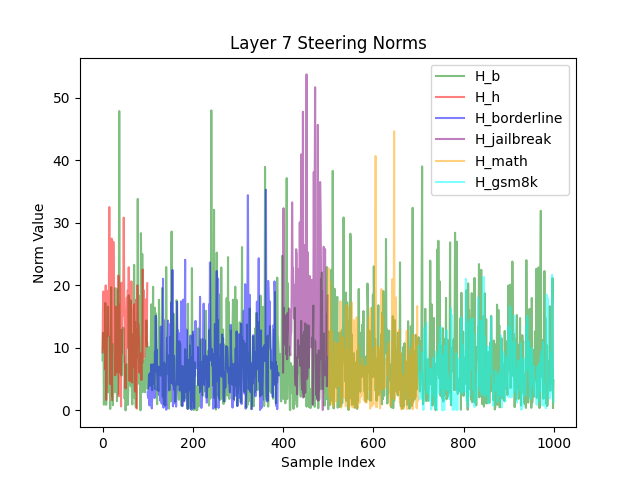 Layer 7 Steering Norms
H_b
H_h
H_borderline
H_jailbreak
H_math
H_gsm8k
Norm Value
50
40
30
20
10
0
0 200 400 600 800 1000
Sample Index